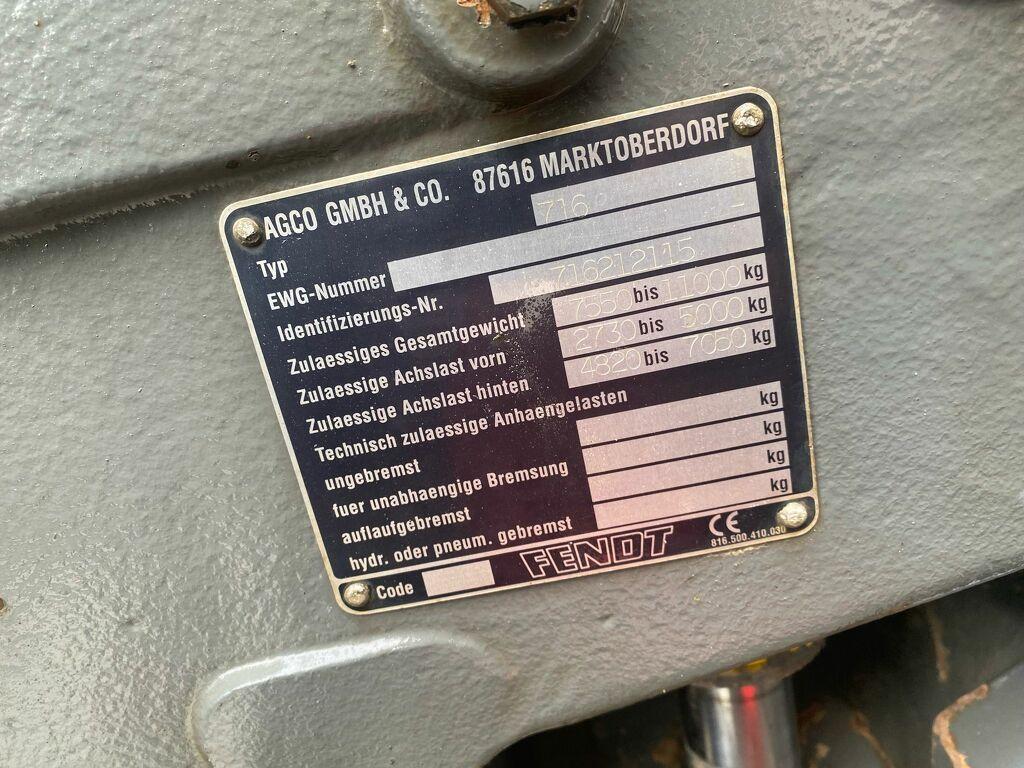 AGCO GMBH & CO. 87616 MARKTOBERDORF
Typ 716
EWG-Nummer -
Identifizierungs-Nr. 716212115
Zulaessiges Gesamtgewicht 7550 bis 11000 kg
Zulaessige Achslast vorn 2730 bis 5000 kg
Zulaessige Achslast hinten 4820 bis 7050 kg
Technisch zulaessige Anhaengelasten
ungebremst kg
fuer unabhaengige Bremsung kg
auflaufgebremst kg
hydr. oder pneum. gebremst kg
Code FENDT CE 816.500.410.030